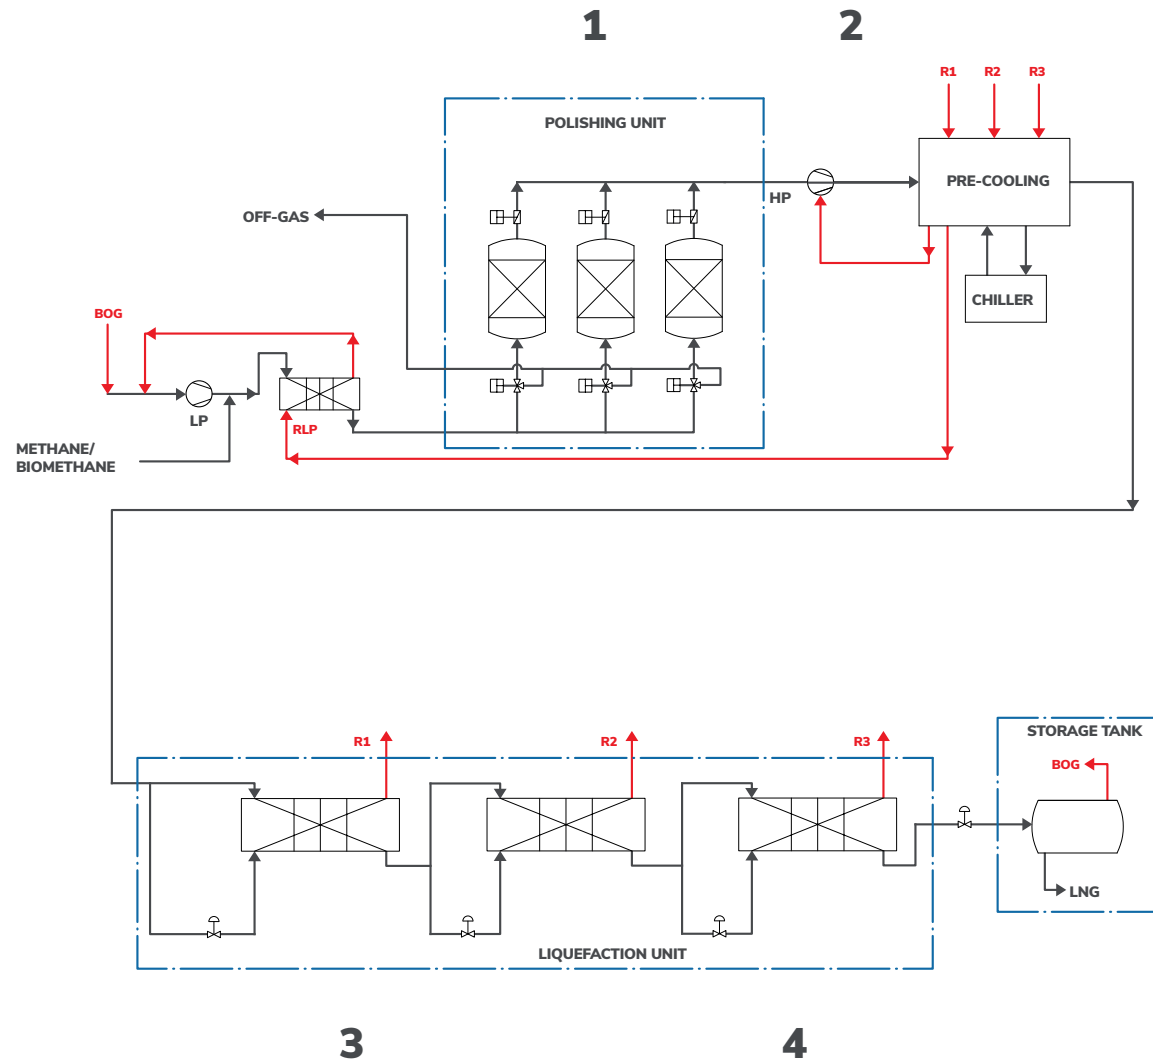 1
2
R1
R2
R3
POLISHING UNIT
PRE-COOLING
HP
OFF-GAS
CHILLER
BOG
LP
RLP
METHANE/
BIOMETHANE
STORAGE TANK
R1
R2
R3
BOG
LNG
LIQUEFACTION UNIT
3
4